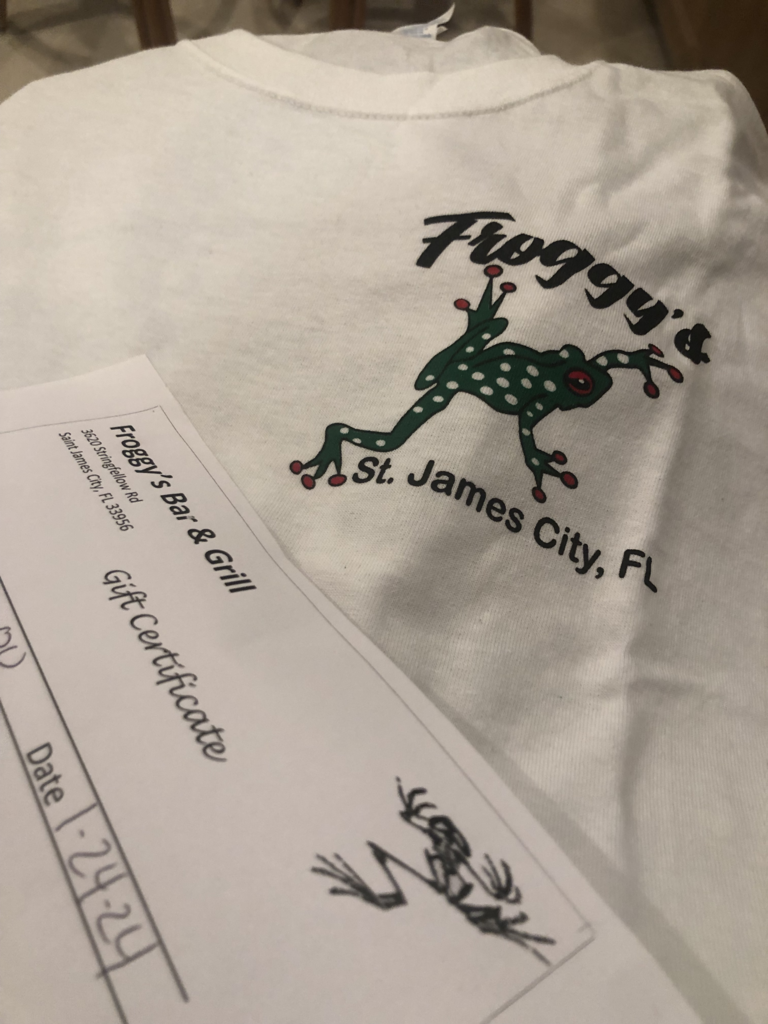 Froggy's
St. James City, FL
Froggy's Bar & Grill
3620 Stringfellow Rd
Saint James City, FL 33956
Gift Certificate
Date 1-24-24